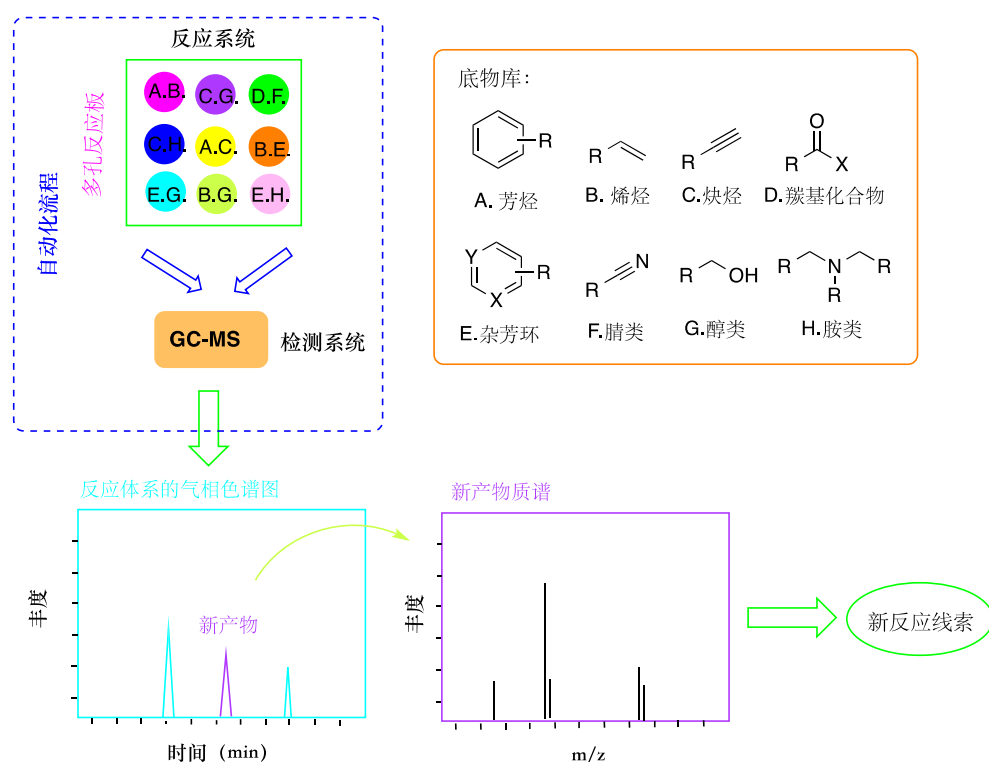 反应系统
多孔反应板
自动化流程
A.B.
C.G.
D.F.
C.H.
A.C.
B.E.
E.G.
B.G.
E.H.
GC-MS
检测系统
底物库:
R
A. 芳烃
R
B. 烯烃
R
C.炔烃
O
R
X
D.羰基化合物
Y
X
R
E.杂芳环
R
N
F.腈类
R
OH
G.醇类
R
N
R
R
H.胺类
反应体系的气相色谱图
丰度
新产物
时间 (min)
新产物质谱
丰度
m/z
新反应线索